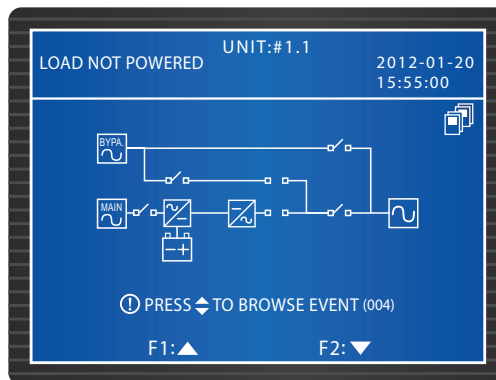 UNIT:#1.1
LOAD NOT POWERED
2012-01-20
15:55:00
BYPA.
MAIN
! PRESS TO BROWSE EVENT (004)
F1:
F2: